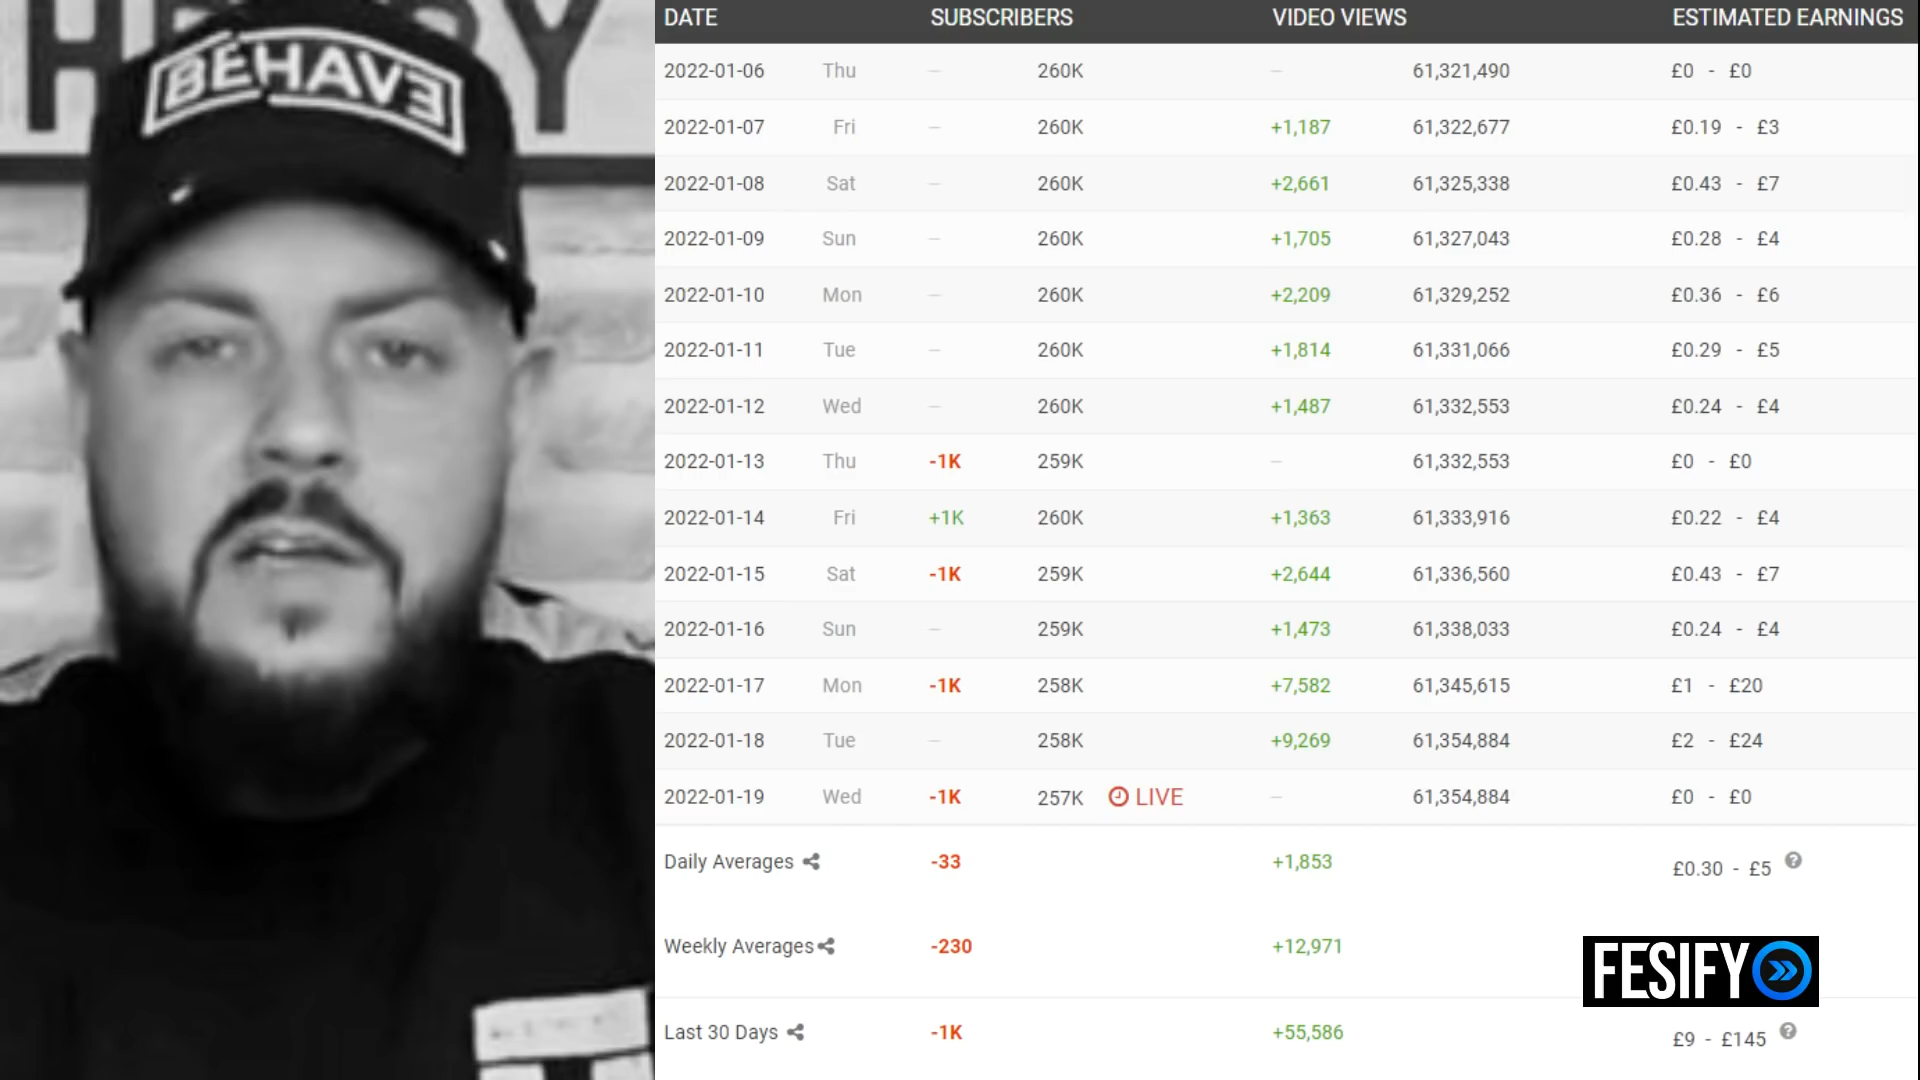 H Y
BEHAVE
DATE SUBSCRIBERS VIDEO VIEWS ESTIMATED EARNINGS
2022-01-06 Thu – 260K – 61,321,490 £0 - £0
2022-01-07 Fri – 260K +1,187 61,322,677 £0.19 - £3
2022-01-08 Sat – 260K +2,661 61,325,338 £0.43 - £7
2022-01-09 Sun – 260K +1,705 61,327,043 £0.28 - £4
2022-01-10 Mon – 260K +2,209 61,329,252 £0.36 - £6
2022-01-11 Tue – 260K +1,814 61,331,066 £0.29 - £5
2022-01-12 Wed – 260K +1,487 61,332,553 £0.24 - £4
2022-01-13 Thu -1K 259K – 61,332,553 £0 - £0
2022-01-14 Fri +1K 260K +1,363 61,333,916 £0.22 - £4
2022-01-15 Sat -1K 259K +2,644 61,336,560 £0.43 - £7
2022-01-16 Sun – 259K +1,473 61,338,033 £0.24 - £4
2022-01-17 Mon -1K 258K +7,582 61,345,615 £1 - £20
2022-01-18 Tue – 258K +9,269 61,354,884 £2 - £24
2022-01-19 Wed -1K 257K LIVE – 61,354,884 £0 - £0
Daily Averages -33 +1,853 £0.30 - £5
Weekly Averages -230 +12,971
FESIFY
Last 30 Days -1K +55,586 £9 - £145